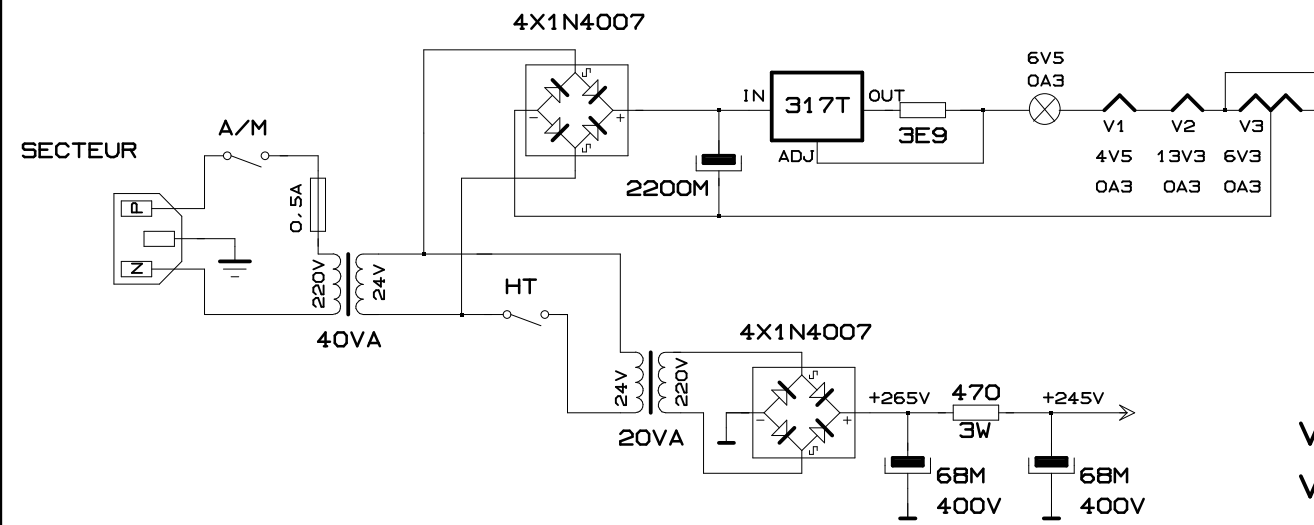 4X1N4007
6V5
0A3
IN
317T
OUT
A/M
3E9
V1
V2
V3
SECTEUR
ADJ
4V5
13V3
6V3
2200M
0A3
0A3
0A3
P
0,5A
N
220V
24V
HT
40VA
4X1N4007
24V
220V
+265V
470
+245V
20VA
3W
68M
68M
400V
400V